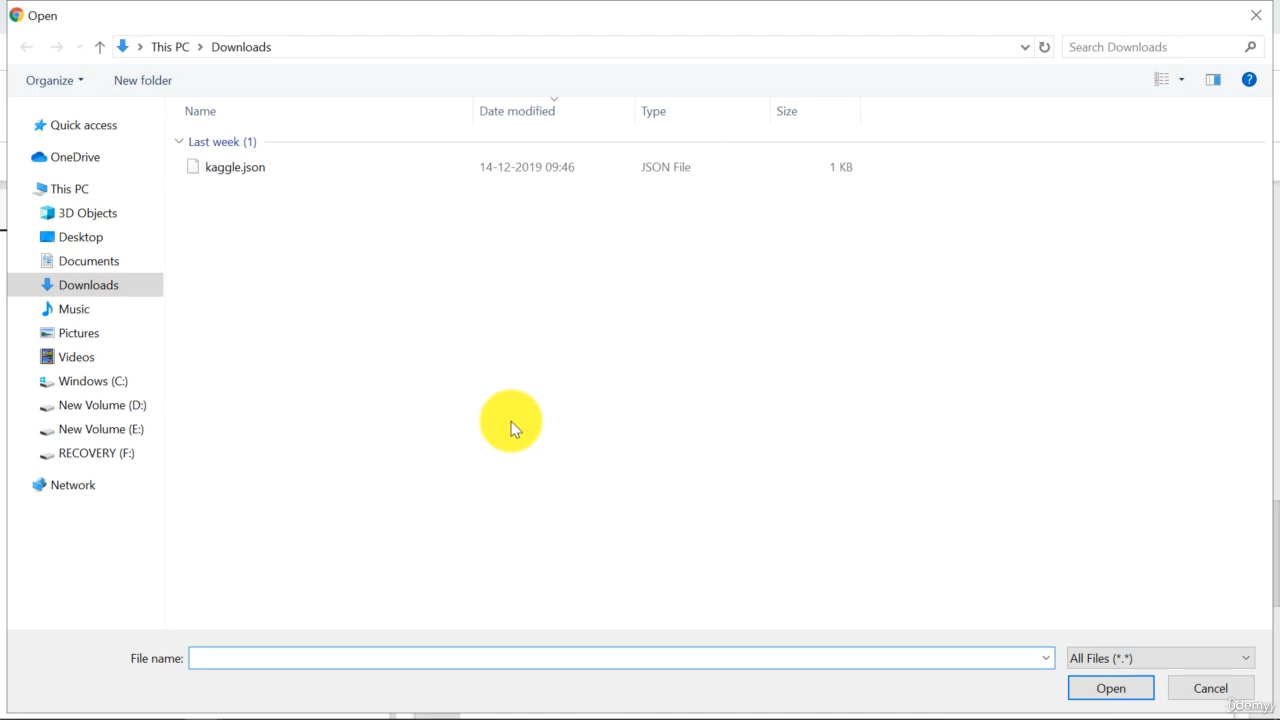 Open
This PC > Downloads
Search Downloads
Organize
New folder
Name
Date modified
Type
Size
Quick access
OneDrive
This PC
3D Objects
Desktop
Documents
Downloads
Music
Pictures
Videos
Windows (C:)
New Volume (D:)
New Volume (E:)
RECOVERY (F:)
Network
Last week (1)
kaggle.json
14-12-2019 09:46
JSON File
1 KB
File name:
All Files (*.*)
Open
Cancel
Udemy